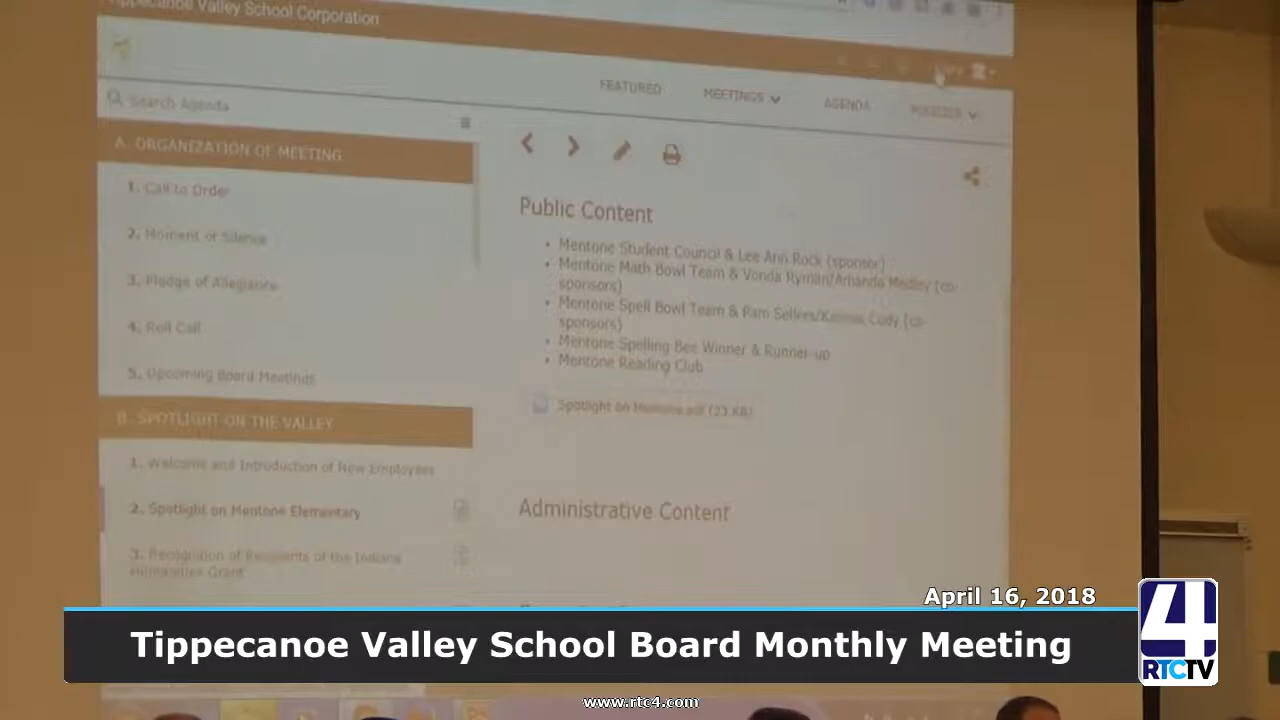 Tippecanoe Valley School Corporation
FEATURED
MEETINGS
AGENDA
Search Agenda
A. ORGANIZATION OF MEETING
1. Call to Order
2. Moment of Silence
3. Pledge of Allegiance
4. Roll Call
5. Upcoming Board Meetings
B. SPOTLIGHT ON THE VALLEY
1. Welcome and Introduction of New Employees
2. Spotlight on Mentone Elementary
3. Recognition of Recipients of the Indiana
Humanities Grant
Public Content
• Mentone Student Council & Lee Ann Rock (sponsor)
• Mentone Math Bowl Team & Vonda Ryman/Amanda Medley (co-
sponsors)
• Mentone Spell Bowl Team & Pam Cody (co-
sponsors)
• Mentone Spelling Bee Winner & Runner-up
• Mentone Reading Club
Spotlight on Mentone.pdf (23 KB)
Administrative Content
April 16, 2018
Tippecanoe Valley School Board Monthly Meeting
4
RTCTV
www.rtc4.com